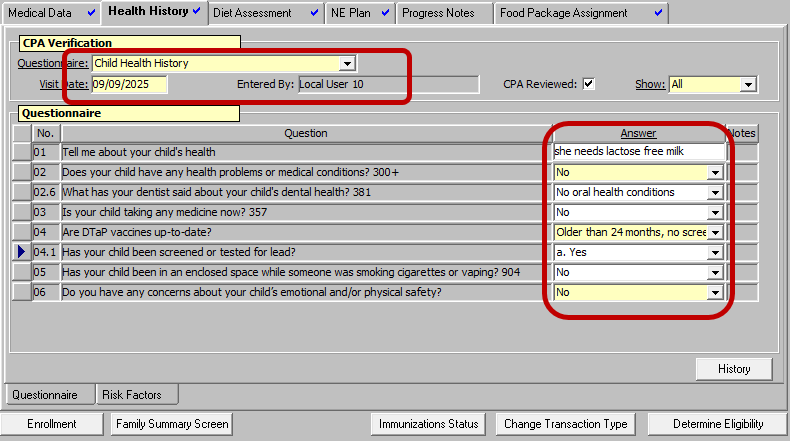 Medical Data Health History Diet Assessment NE Plan Progress Notes Food Package Assignment
CPA Verification
Questionnaire: Child Health History
Visit Date: 09/09/2025 Entered By: Local User 10 CPA Reviewed: Show: All
Questionnaire
No. Question Answer Notes
01 Tell me about your child's health she needs lactose free milk
02 Does your child have any health problems or medical conditions? 300+ No
02.6 What has your dentist said about your child's dental health? 381 No oral health conditions
03 Is your child taking any medicine now? 357 No
04 Are DTaP vaccines up-to-date? Older than 24 months, no scree
04.1 Has your child been screened or tested for lead? a. Yes
05 Has your child been in an enclosed space while someone was smoking cigarettes or vaping? 904 No
06 Do you have any concerns about your child's emotional and/or physical safety? No
History
Questionnaire Risk Factors
Enrollment Family Summary Screen Immunizations Status Change Transaction Type Determine Eligibility